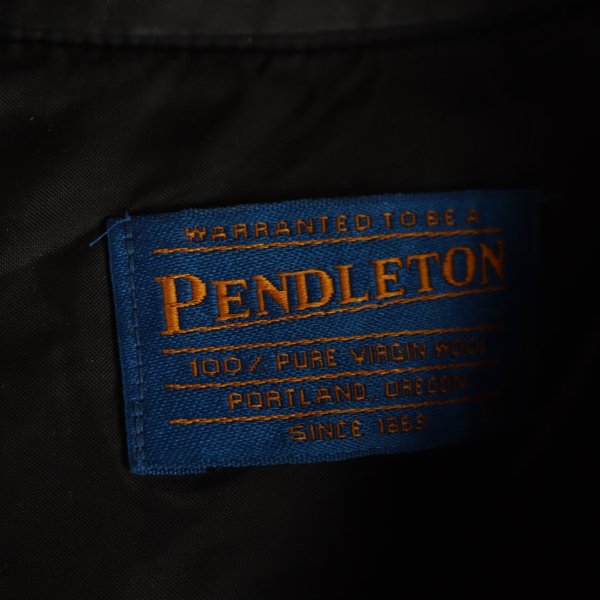 WARRANTED TO BE A
PENDLETON
100% PURE VIRGIN WOOL
PORTLAND, OREGON
SINCE 1863